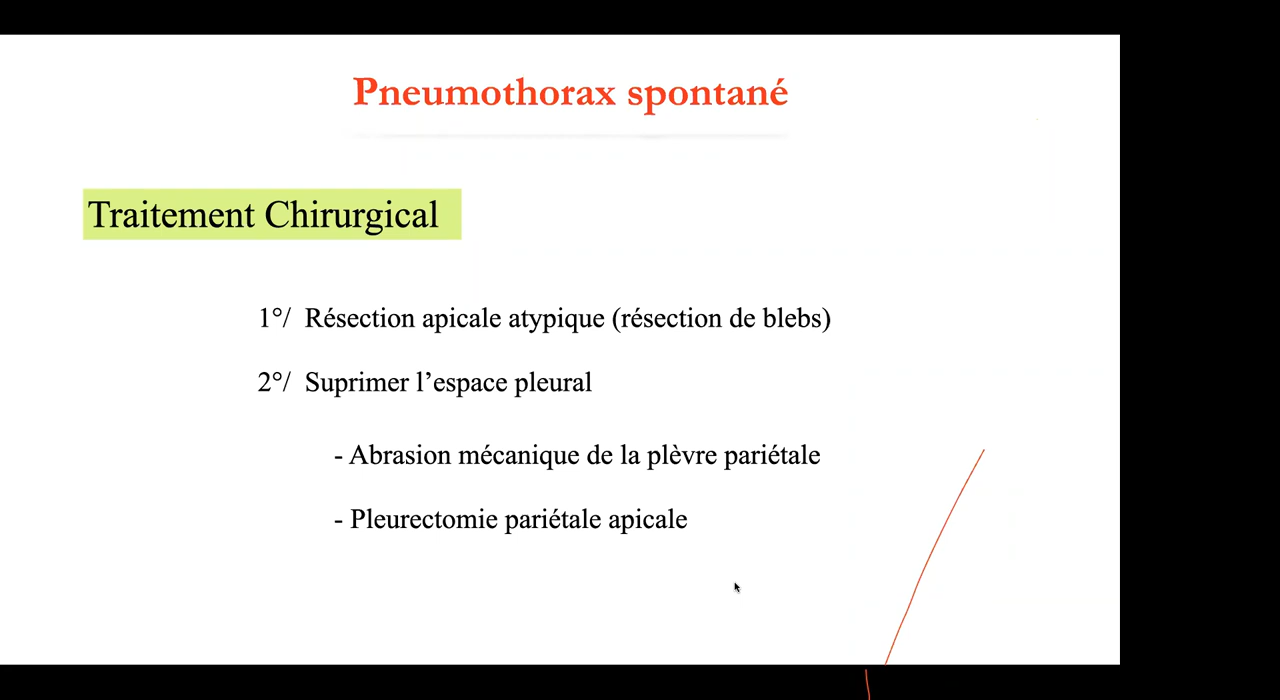 Pneumothorax spontané
Traitement Chirurgical
1°/ Résection apicale atypique (résection de blebs)
2°/ Suprimer l’espace pleural
- Abrasion mécanique de la plèvre pariétale
- Pleurectomie pariétale apicale